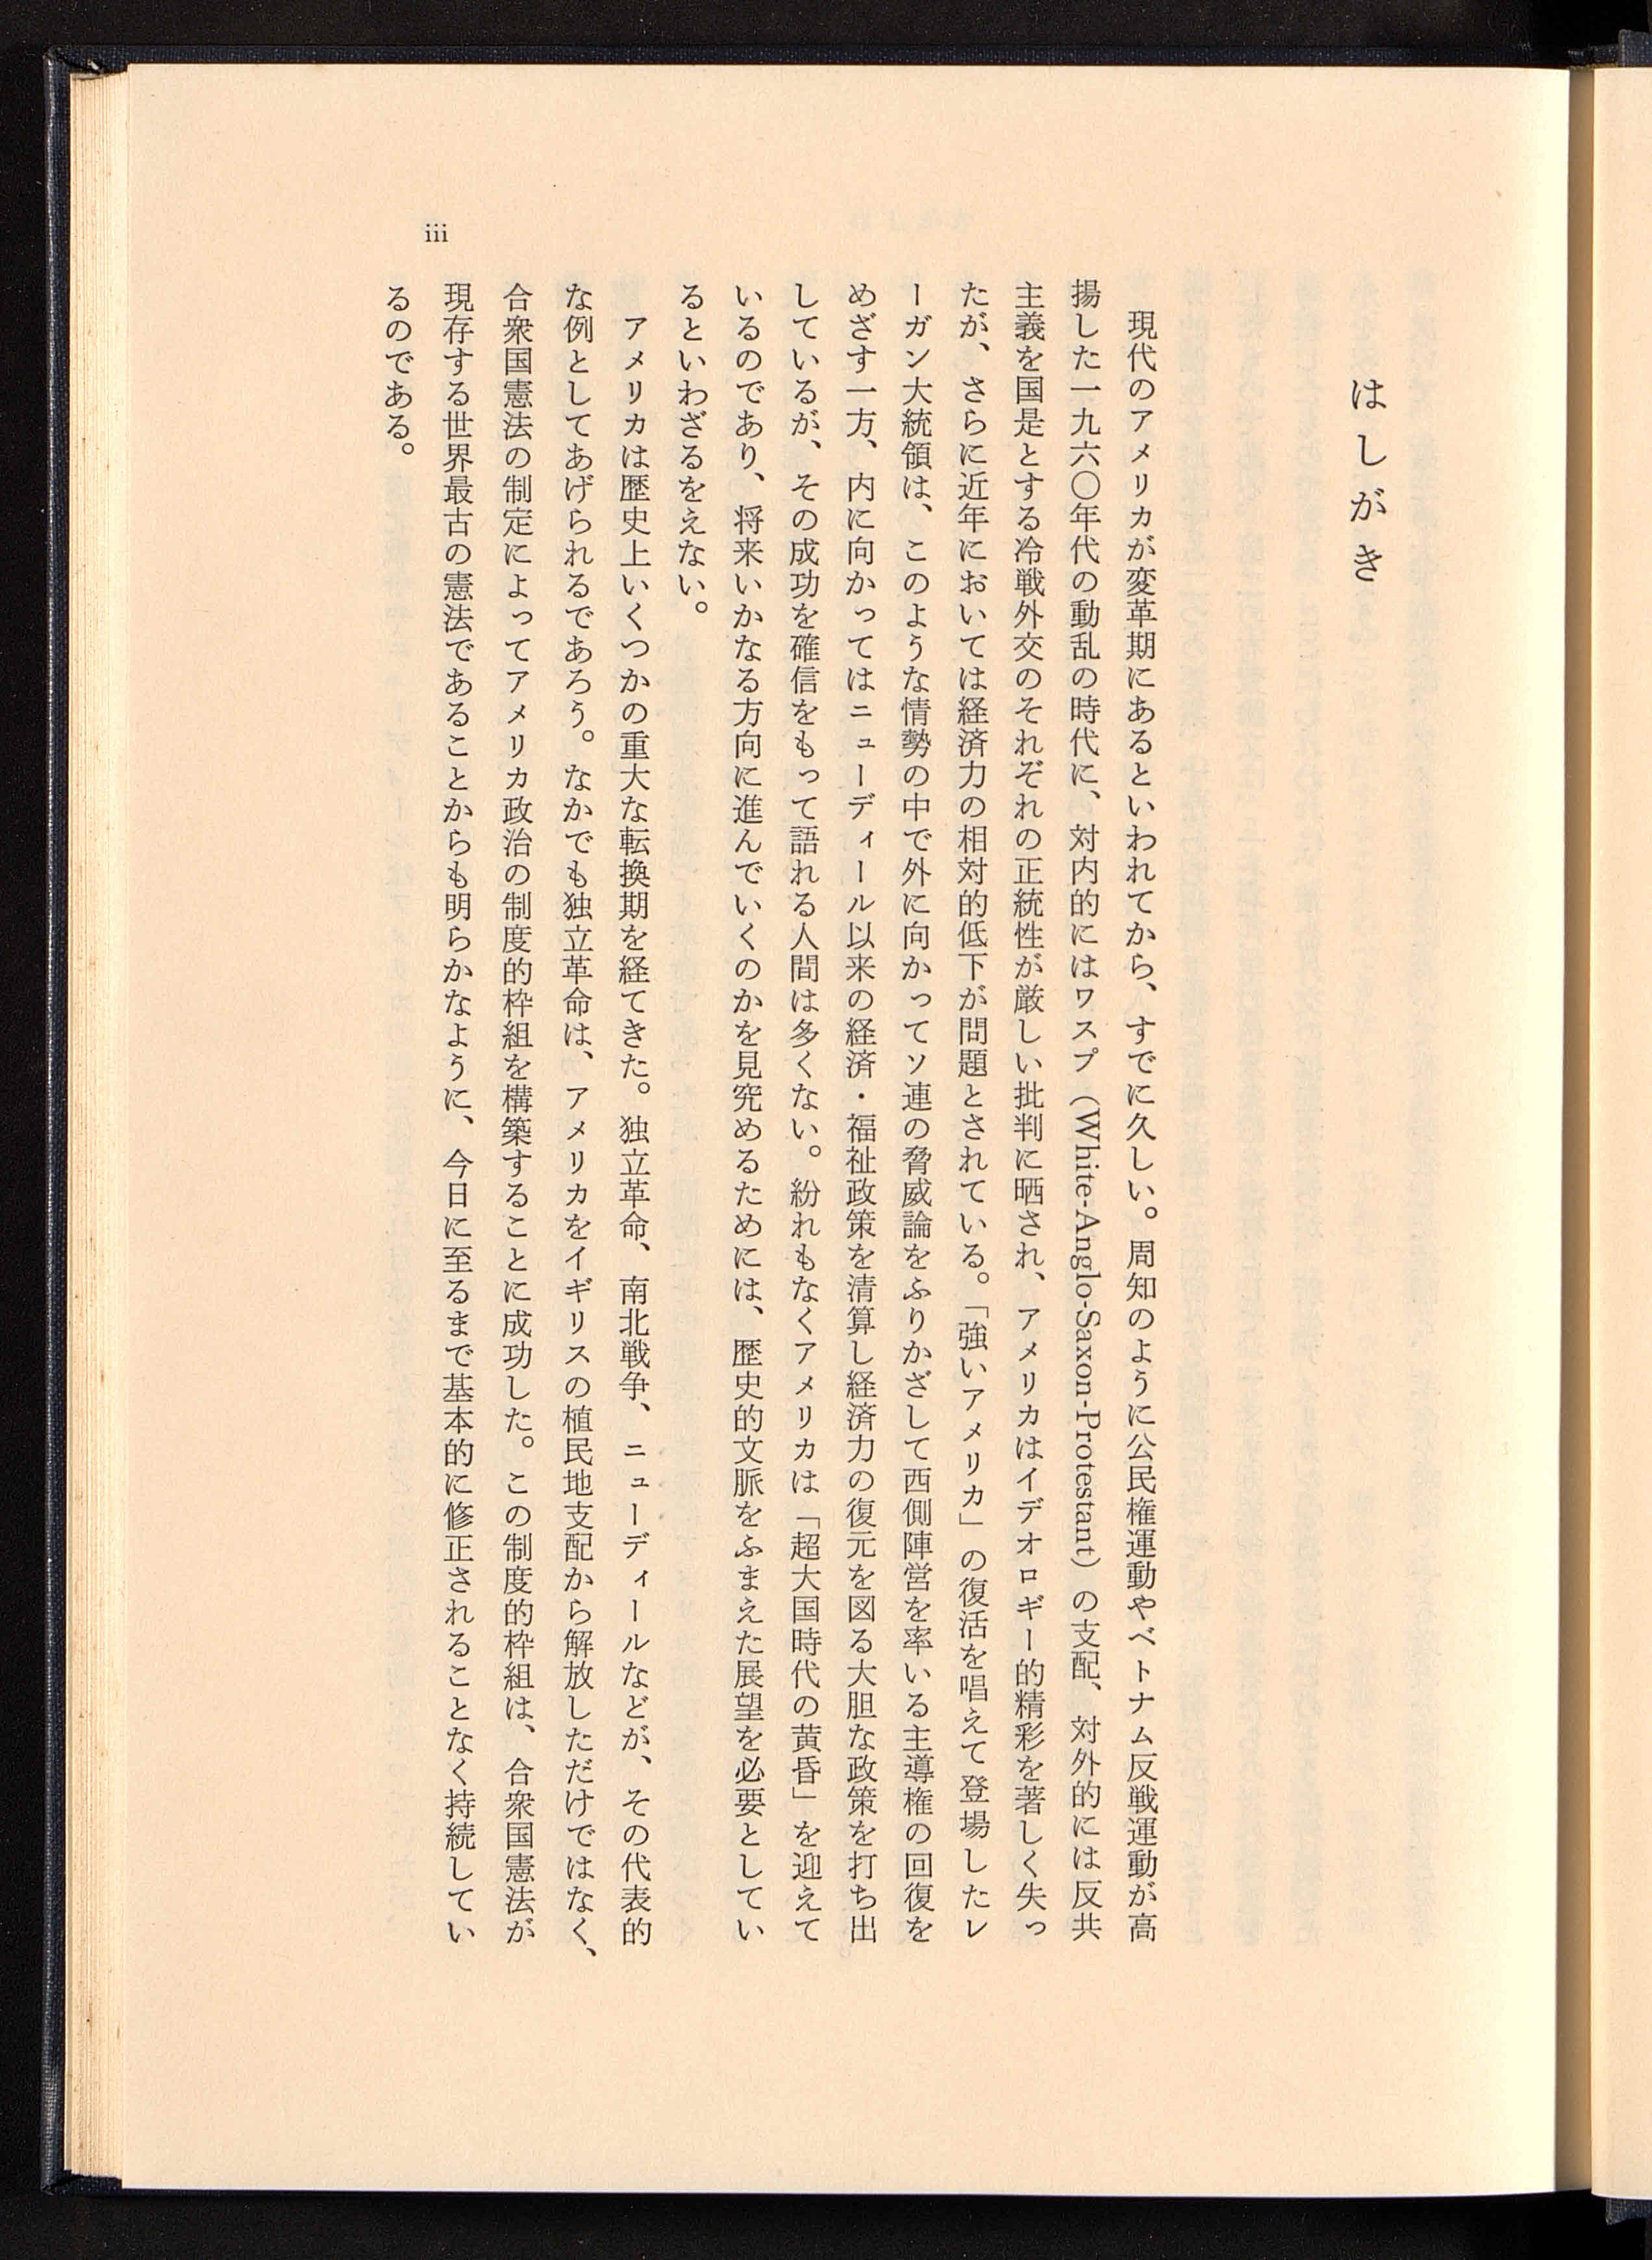 はしがき
現代のアメリカが変革期にあるといわれてから、すでに久しい。周知のように公民権運動やベトナム反戦運動が高
揚した一九六〇年代の動乱の時代に、対内的にはワスプ（White-Anglo-Saxon-Protestant）の支配、対外的には反共
主義を国是とする冷戦外交のそれぞれの正統性が厳しい批判に晒され、アメリカはイデオロギー的精彩を著しく失っ
たが、さらに近年においては経済力の相対的低下が問題とされている。「強いアメリカ」の復活を唱えて登場したレ
ーガン大統領は、このような情勢の中で外に向かってソ連の脅威論をふりかざして西側陣営を率いる主導権の回復を
めざす一方、内に向かってはニューディール以来の経済・福祉政策を清算し経済力の復元を図る大胆な政策を打ち出
しているが、その成功を確信をもって語れる人間は多くない。紛れもなくアメリカは「超大国時代の黄昏」を迎えて
いるのであり、将来いかなる方向に進んでいくのかを見究めるためには、歴史的文脈をふまえた展望を必要としてい
るといわざるをえない。
アメリカは歴史上いくつかの重大な転換期を経てきた。独立革命、南北戦争、ニューディールなどが、その代表的
な例としてあげられるであろう。なかでも独立革命は、アメリカをイギリスの植民地支配から解放しただけではなく、
合衆国憲法の制定によってアメリカ政治の制度的枠組を構築することに成功した。この制度的枠組は、合衆国憲法が
現存する世界最古の憲法であることからも明らかなように、今日に至るまで基本的に修正されることなく持続してい
るのである。
iii